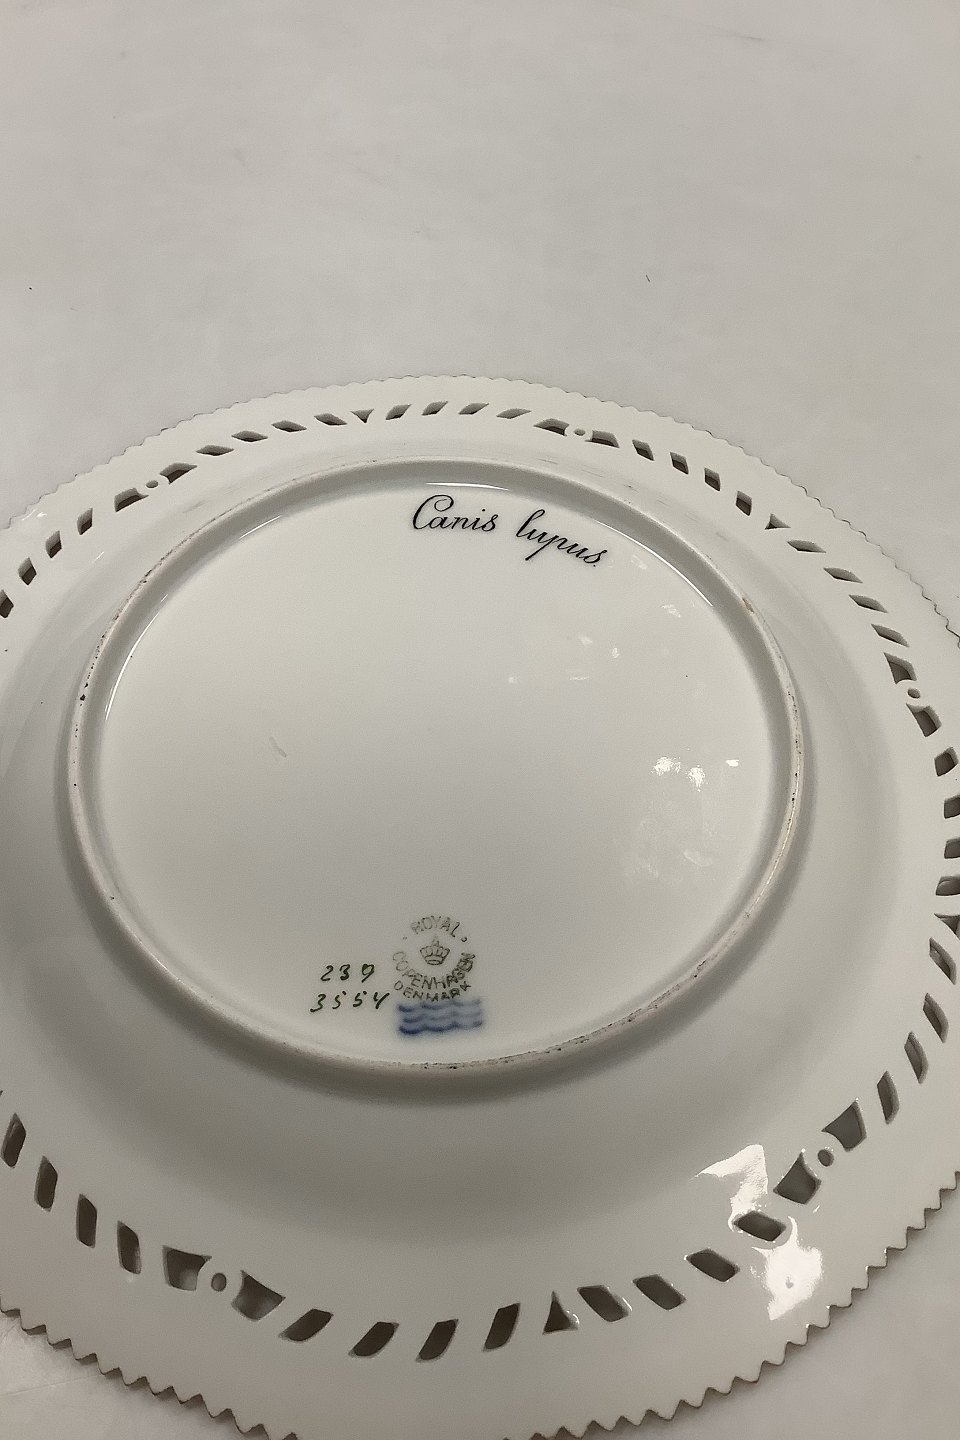 Canis lupus.
ROYAL
COPENHAGEN
DENMARK
239
3554